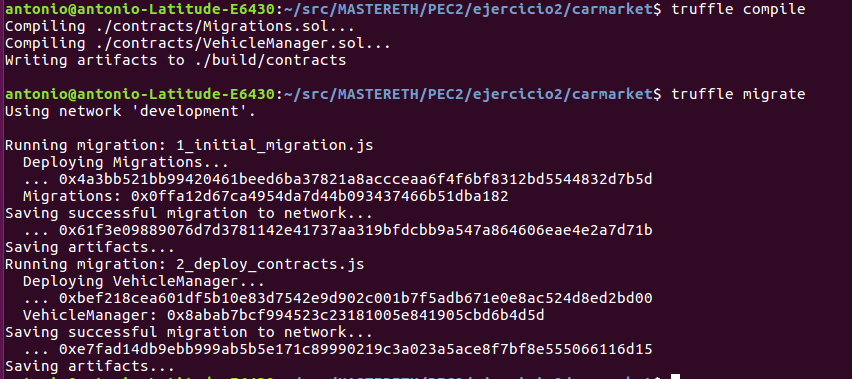 antonio@antonio-Latitude-E6430:~/src/MASTERETH/PEC2/ejercicio2/carmarket$ truffle compile
Compiling ./contracts/Migrations.sol...
Compiling ./contracts/VehicleManager.sol...
Writing artifacts to ./build/contracts

antonio@antonio-Latitude-E6430:~/src/MASTERETH/PEC2/ejercicio2/carmarket$ truffle migrate
Using network 'development'.

Running migration: 1_initial_migration.js
  Deploying Migrations...
  ... 0x4a3bb521bb99420461beed6ba37821a8accceaa6f4f6bf8312bd5544832d7b5d
  Migrations: 0x0ffa12d67ca4954da7d44b093437466b51dba182
Saving successful migration to network...
  ... 0x61f3e09889076d7d3781142e41737aa319bfdcbb9a547a864606eae4e2a7d71b
Saving artifacts...
Running migration: 2_deploy_contracts.js
  Deploying VehicleManager...
  ... 0xbef218cea601df5b10e83d7542e9d902c001b7f5adb671e0e8ac524d8ed2bd00
  VehicleManager: 0x8abab7bcf994523c23181005e841905cbd6b4d5d
Saving successful migration to network...
  ... 0xe7fad14db9ebb999ab5b5e171c89990219c3a023a5ace8f7bf8e555066116d15
Saving artifacts...